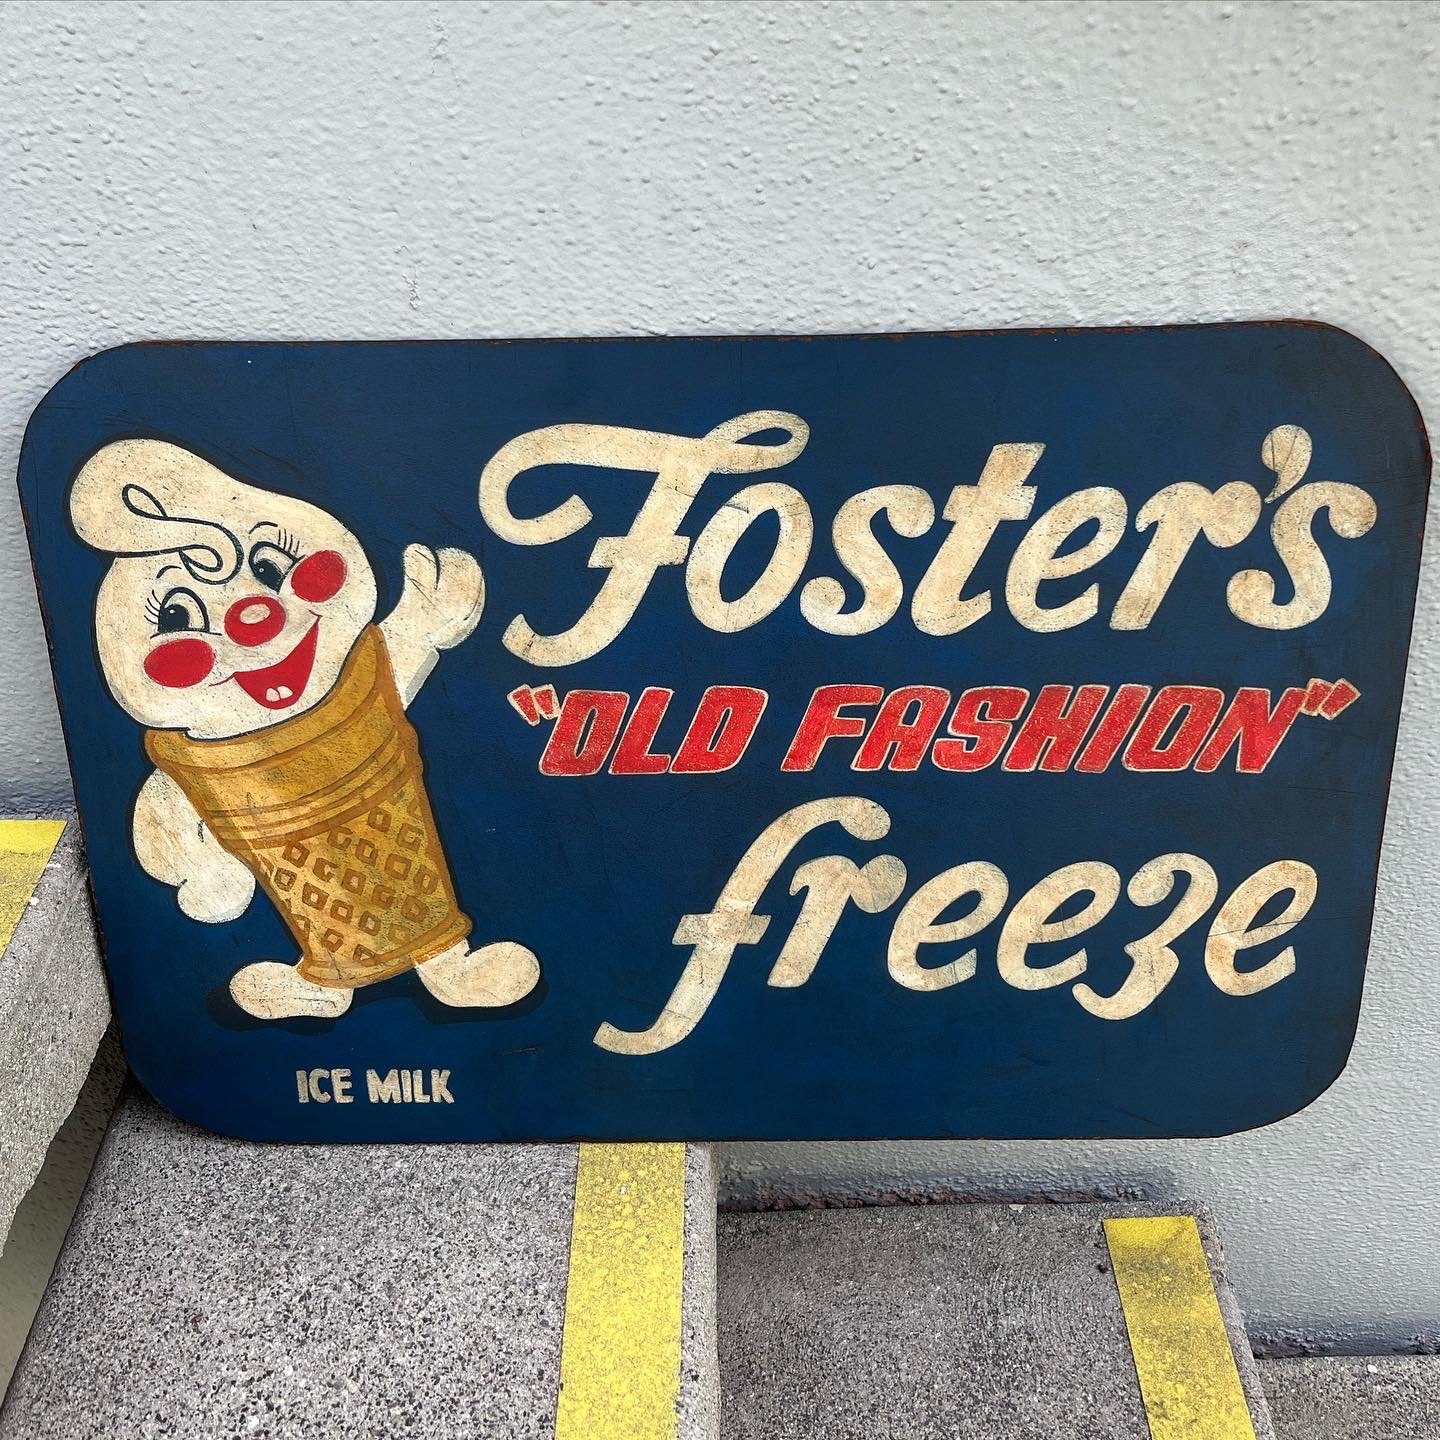 Foster's
"OLD FASHION"
freeze
ICE MILK